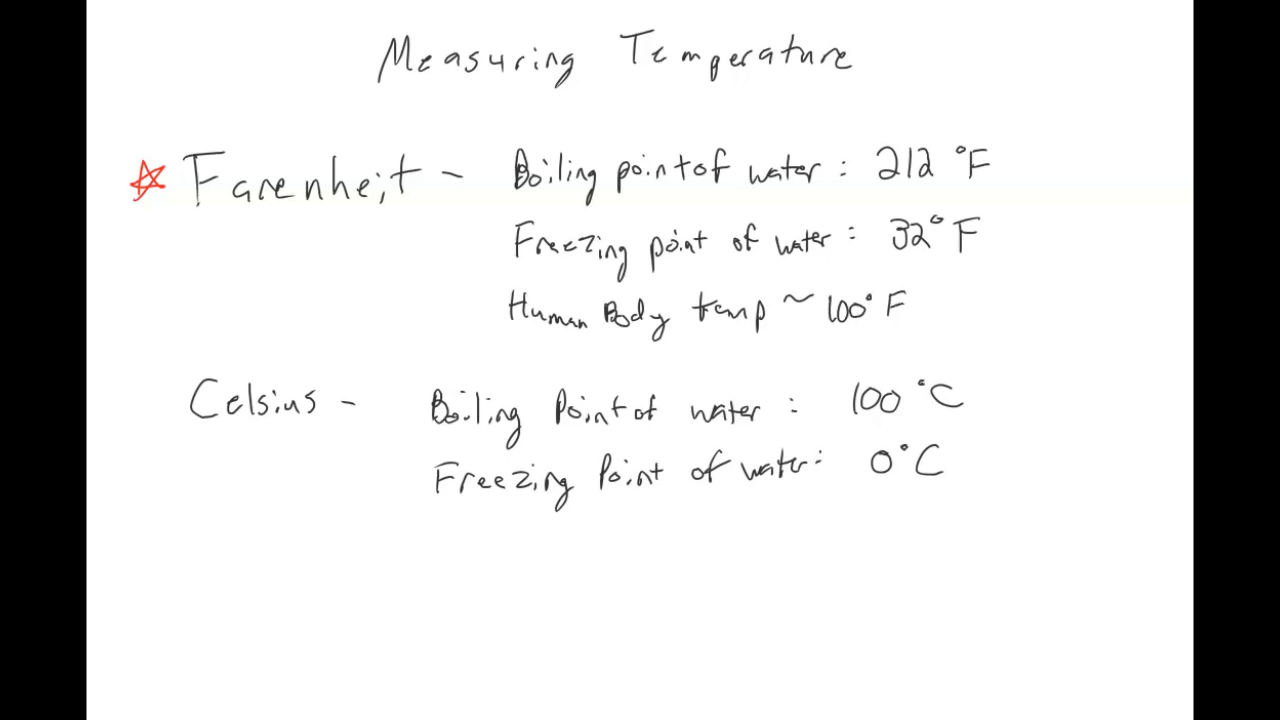 Measuring Temperature
Farenheit - Boiling point of water : 212 °F
Freezing point of water : 32° F
Human Body temp ~ 100° F
Celsius - Boiling Point of water : 100 °C
Freezing Point of water : 0°C